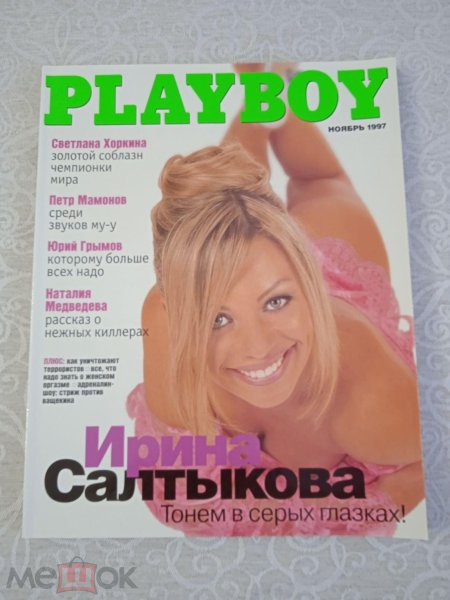 PLAYBOY
НОЯБРЬ 1997
Светлана Хоркина
золотой соблазн
чемпионки
мира
Петр Мамонов
среди
звуков му-у
Юрий Грымов
которому больше
всех надо
Наталия
Медведева
рассказ о
нежных киллерах
ПЛЮС: как уничтожают
террористов все, что
надо знать о женском
оргазме адреналин-
шоу: стриж против
ващекина
Ирина
Салтыкова
Тонем в серых глазках!
мешок